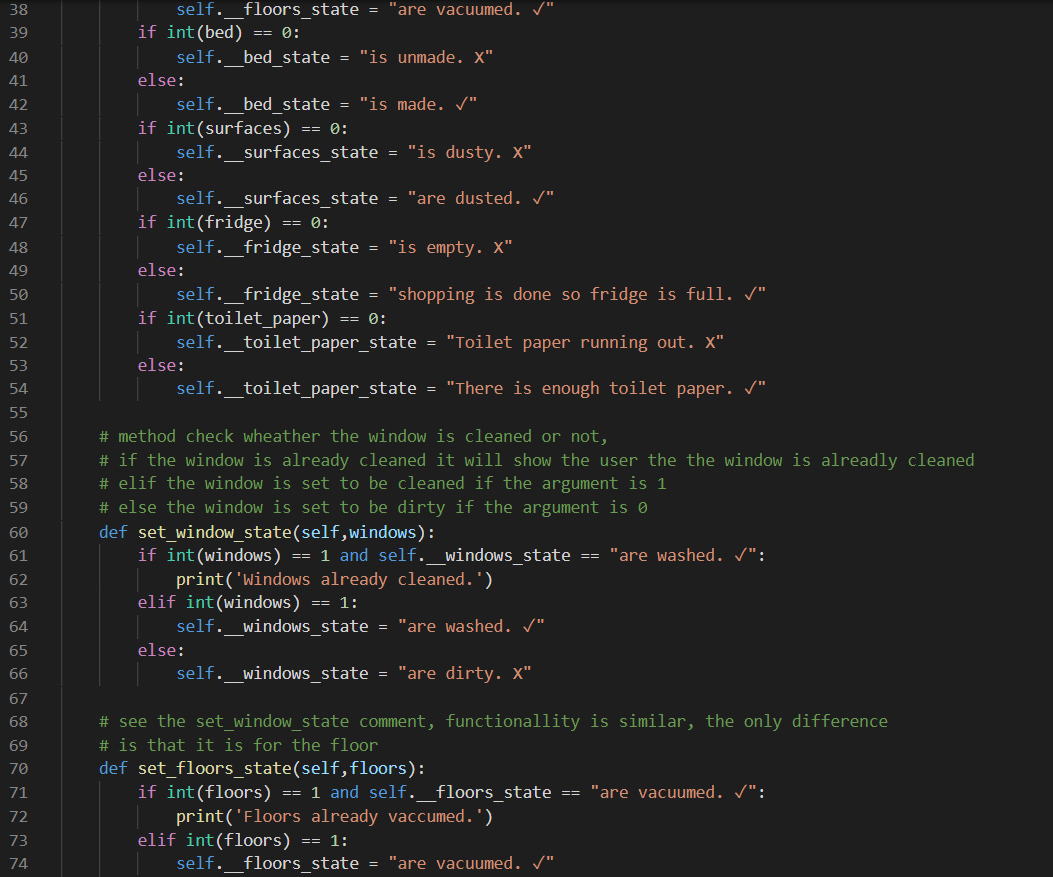 38 self.__floors_state = "are vacuumed. ✓"
39 if int(bed) == 0:
40 self.__bed_state = "is unmade. X"
41 else:
42 self.__bed_state = "is made. ✓"
43 if int(surfaces) == 0:
44 self.__surfaces_state = "is dusty. X"
45 else:
46 self.__surfaces_state = "are dusted. ✓"
47 if int(fridge) == 0:
48 self.__fridge_state = "is empty. X"
49 else:
50 self.__fridge_state = "shopping is done so fridge is full. ✓"
51 if int(toilet_paper) == 0:
52 self.__toilet_paper_state = "Toilet paper running out. X"
53 else:
54 self.__toilet_paper_state = "There is enough toilet paper. ✓"
55
56 # method check wheather the window is cleaned or not,
57 # if the window is already cleaned it will show the user the the window is alreadly cleaned
58 # elif the window is set to be cleaned if the argument is 1
59 # else the window is set to be dirty if the argument is 0
60 def set_window_state(self,windows):
61 if int(windows) == 1 and self.__windows_state == "are washed. ✓":
62 print('Windows already cleaned.')
63 elif int(windows) == 1:
64 self.__windows_state = "are washed. ✓"
65 else:
66 self.__windows_state = "are dirty. X"
67
68 # see the set_window_state comment, functionallity is similar, the only difference
69 # is that it is for the floor
70 def set_floors_state(self,floors):
71 if int(floors) == 1 and self.__floors_state == "are vacuumed. ✓":
72 print('Floors already vaccumed.')
73 elif int(floors) == 1:
74 self.__floors_state = "are vacuumed. ✓"